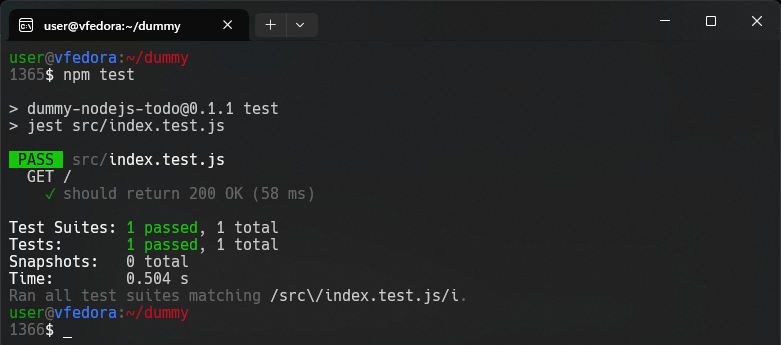 user@vfedora:~/dummy
user@vfedora:~/dummy
1365$ npm test
> dummy-nodejs-todo@0.1.1 test
> jest src/index.test.js
PASS src/index.test.js
GET /
✓ should return 200 OK (58 ms)
Test Suites: 1 passed, 1 total
Tests: 1 passed, 1 total
Snapshots: 0 total
Time: 0.504 s
Ran all test suites matching /src\/index.test.js/i.
user@vfedora:~/dummy
1366$ _